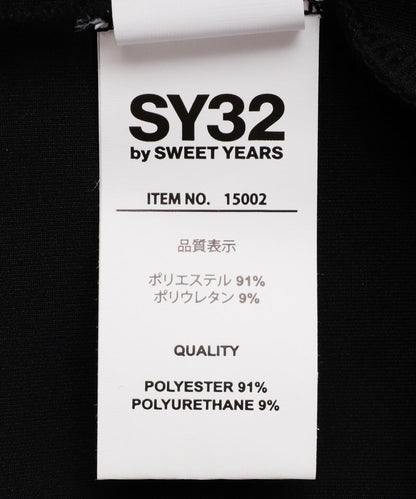 SY32
by SWEET YEARS
ITEM NO. 15002
品質表示
ポリエステル 91%
ポリウレタン 9%
QUALITY
POLYESTER 91%
POLYURETHANE 9%